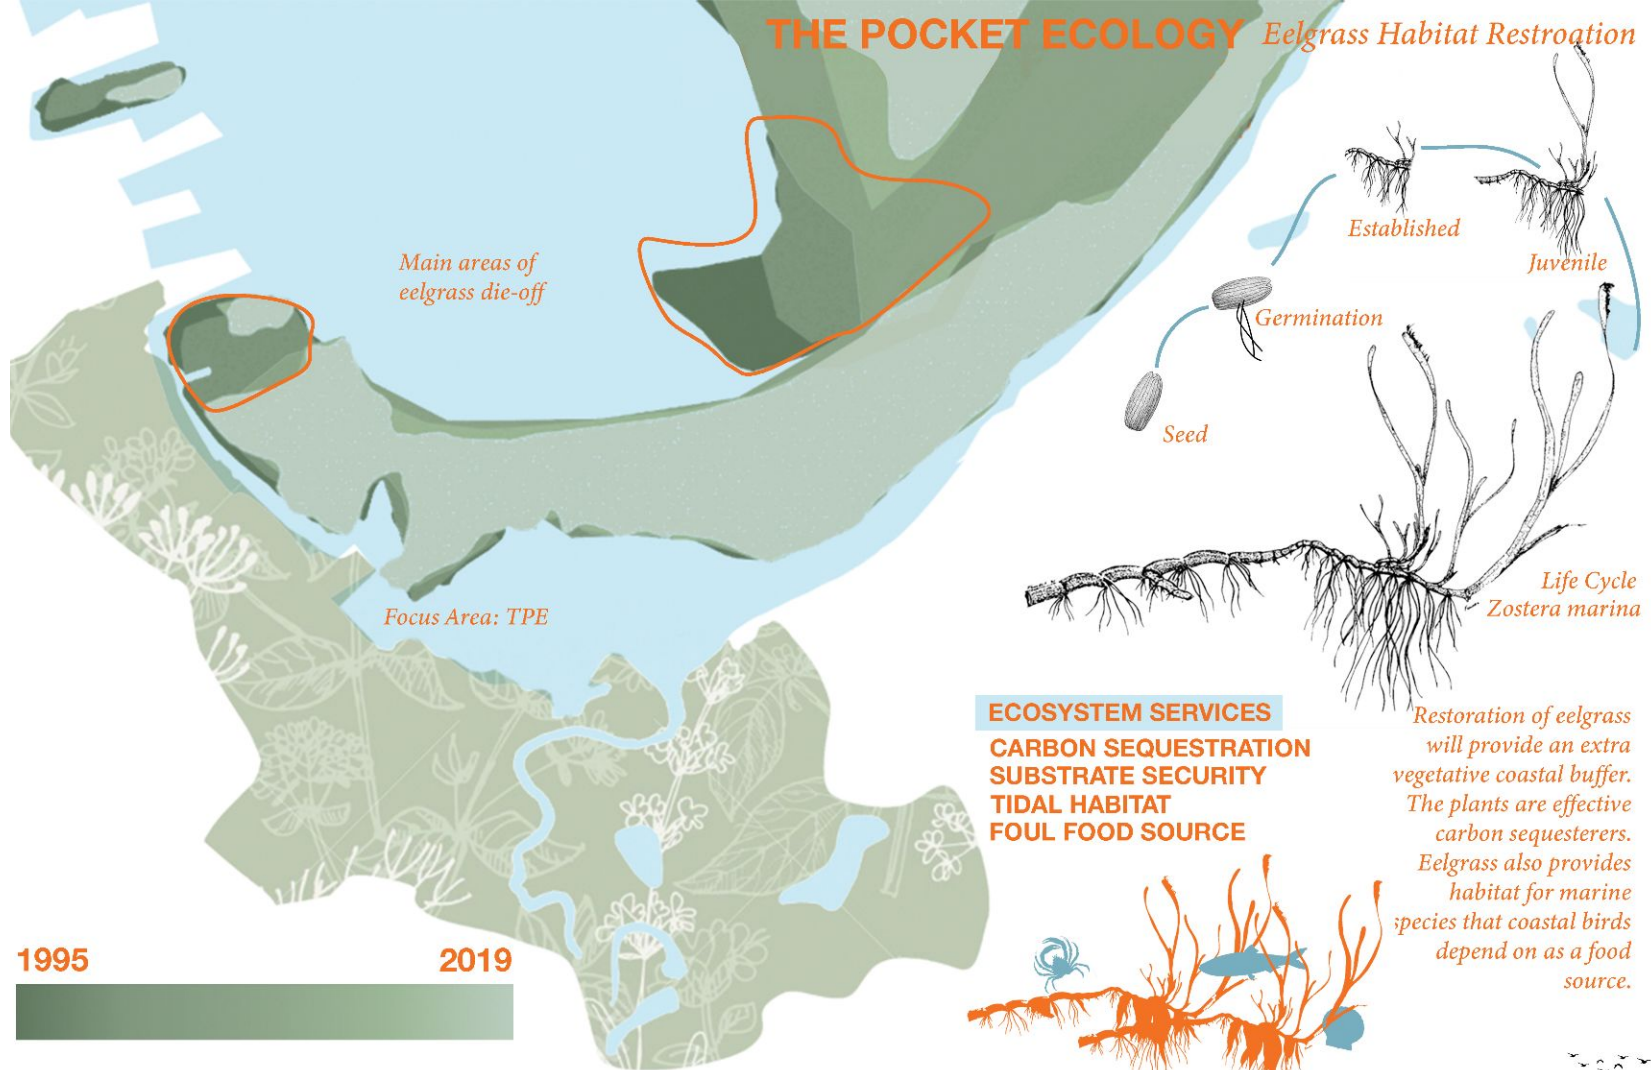 THE POCKET ECOLOGY Eelgrass Habitat Restroation
Main areas of
eelgrass die-off
Established
Juvenile
Germination
Seed
Life Cycle
Zostera marina
Focus Area: TPE
ECOSYSTEM SERVICES
CARBON SEQUESTRATION
SUBSTRATE SECURITY
TIDAL HABITAT
FOUL FOOD SOURCE
Restoration of eelgrass
will provide an extra
vegetative coastal buffer.
The plants are effective
carbon sequesterers.
Eelgrass also provides
habitat for marine
species that coastal birds
depend on as a food
source.
1995
2019